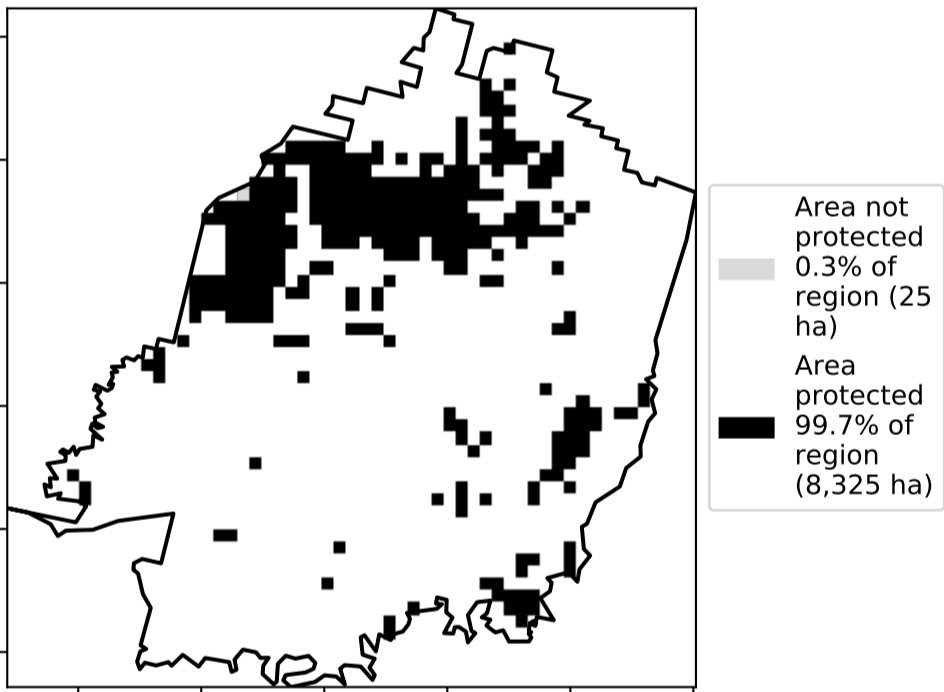 Area not
protected
0.3% of
region (25
ha)
Area
protected
99.7% of
region
(8,325 ha)